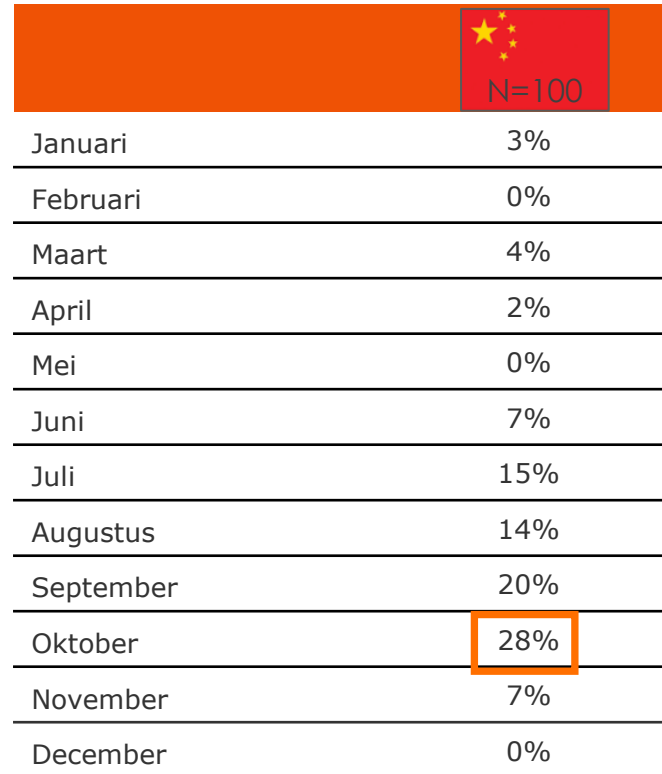 N=100
Januari 3%
Februari 0%
Maart 4%
April 2%
Mei 0%
Juni 7%
Juli 15%
Augustus 14%
September 20%
Oktober 28%
November 7%
December 0%